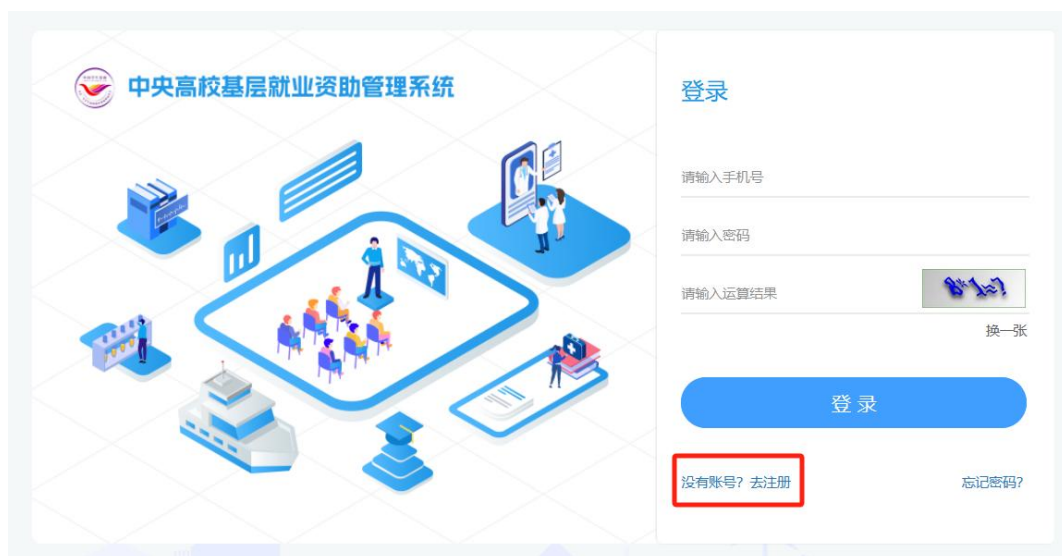 中央高校基层就业资助管理系统
登录
请输入手机号
请输入密码
请输入运算结果
8*1=?
换一张
登 录
没有账号？去注册
忘记密码？